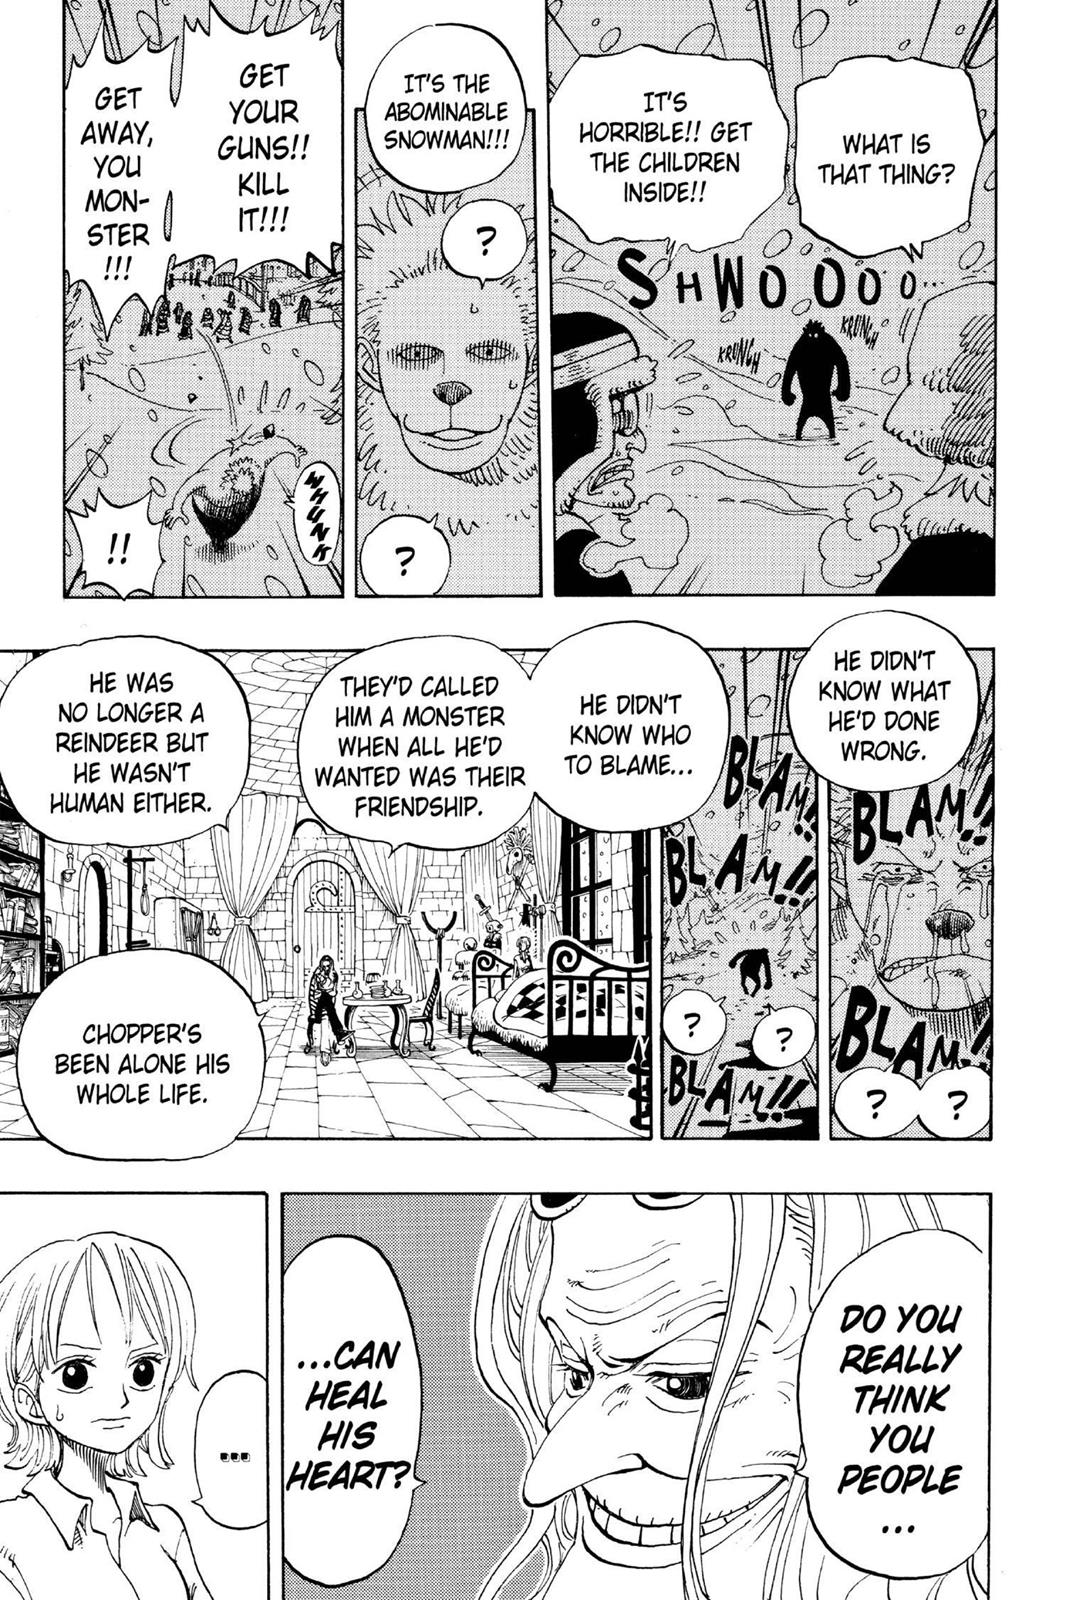 WHAT IS
THAT THING?
IT'S
HORRIBLE!! GET
THE CHILDREN
INSIDE!!
SHWOOOO...
KRUNCH
KRUNCH
IT'S THE
ABOMINABLE
SNOWMAN!!!
?
?
GET
YOUR
GUNS!!
KILL
IT!!!
GET
AWAY,
YOU
MON-
STER
!!!
WHUNK
!!
HE DIDN'T
KNOW WHAT
HE'D DONE
WRONG.
BLAM!!
BLAM!!
?
?
HE DIDN'T
KNOW WHO
TO BLAME...
BLAM!!
BLAM!!
?
?
BLAM!!
THEY'D CALLED
HIM A MONSTER
WHEN ALL HE'D
WANTED WAS THEIR
FRIENDSHIP.
HE WAS
NO LONGER A
REINDEER BUT
HE WASN'T
HUMAN EITHER.
CHOPPER'S
BEEN ALONE HIS
WHOLE LIFE.
DO YOU
REALLY
THINK
YOU
PEOPLE
...
...CAN
HEAL
HIS
HEART?
...